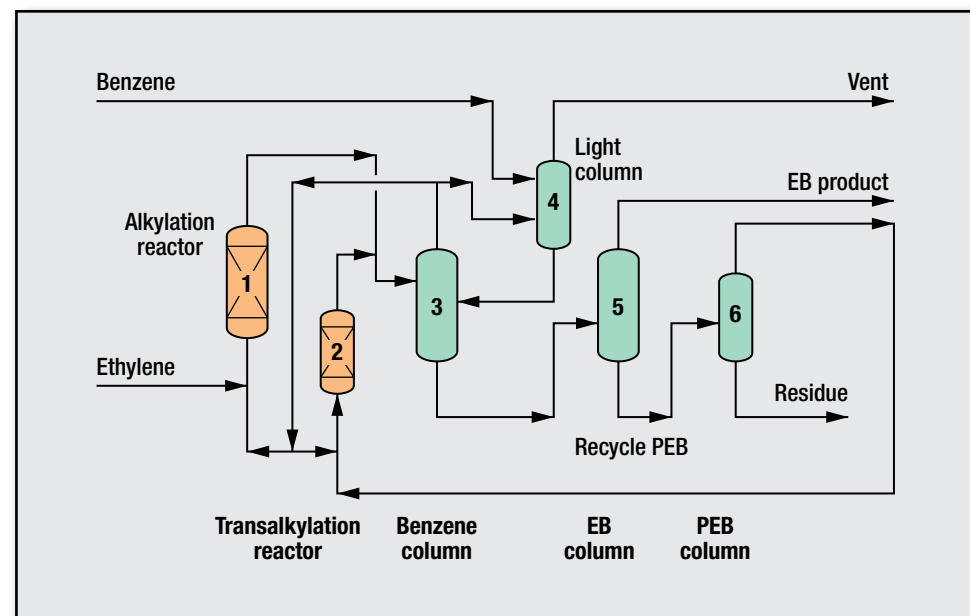 Benzene
Vent
Light
column
4
EB product
Alkylation
reactor
1
3
5
6
2
Ethylene
Residue
Recycle PEB
Transalkylation
reactor
Benzene
column
EB
column
PEB
column